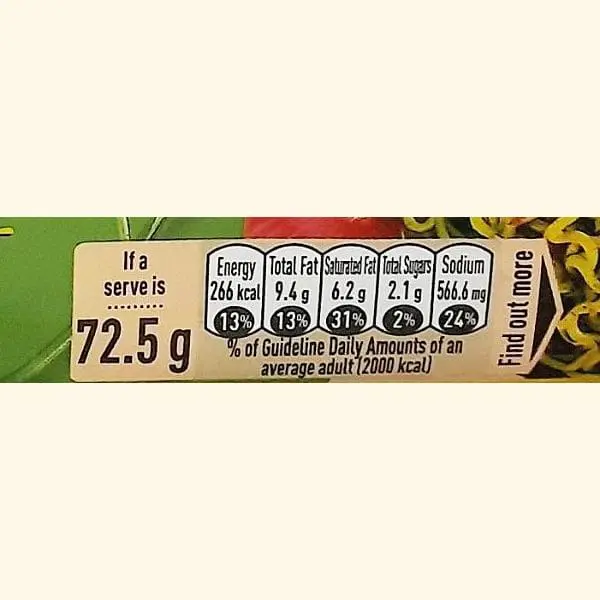 If a
serve is
72.5 g
Energy Total Fat Saturated Fat Total Sugars Sodium
266 kcal 9.4 g 6.2 g 2.1 g 566.6 mg
13% 13% 31% 2% 24%
% of Guideline Daily Amounts of an
average adult (2000 kcal)
Find out more